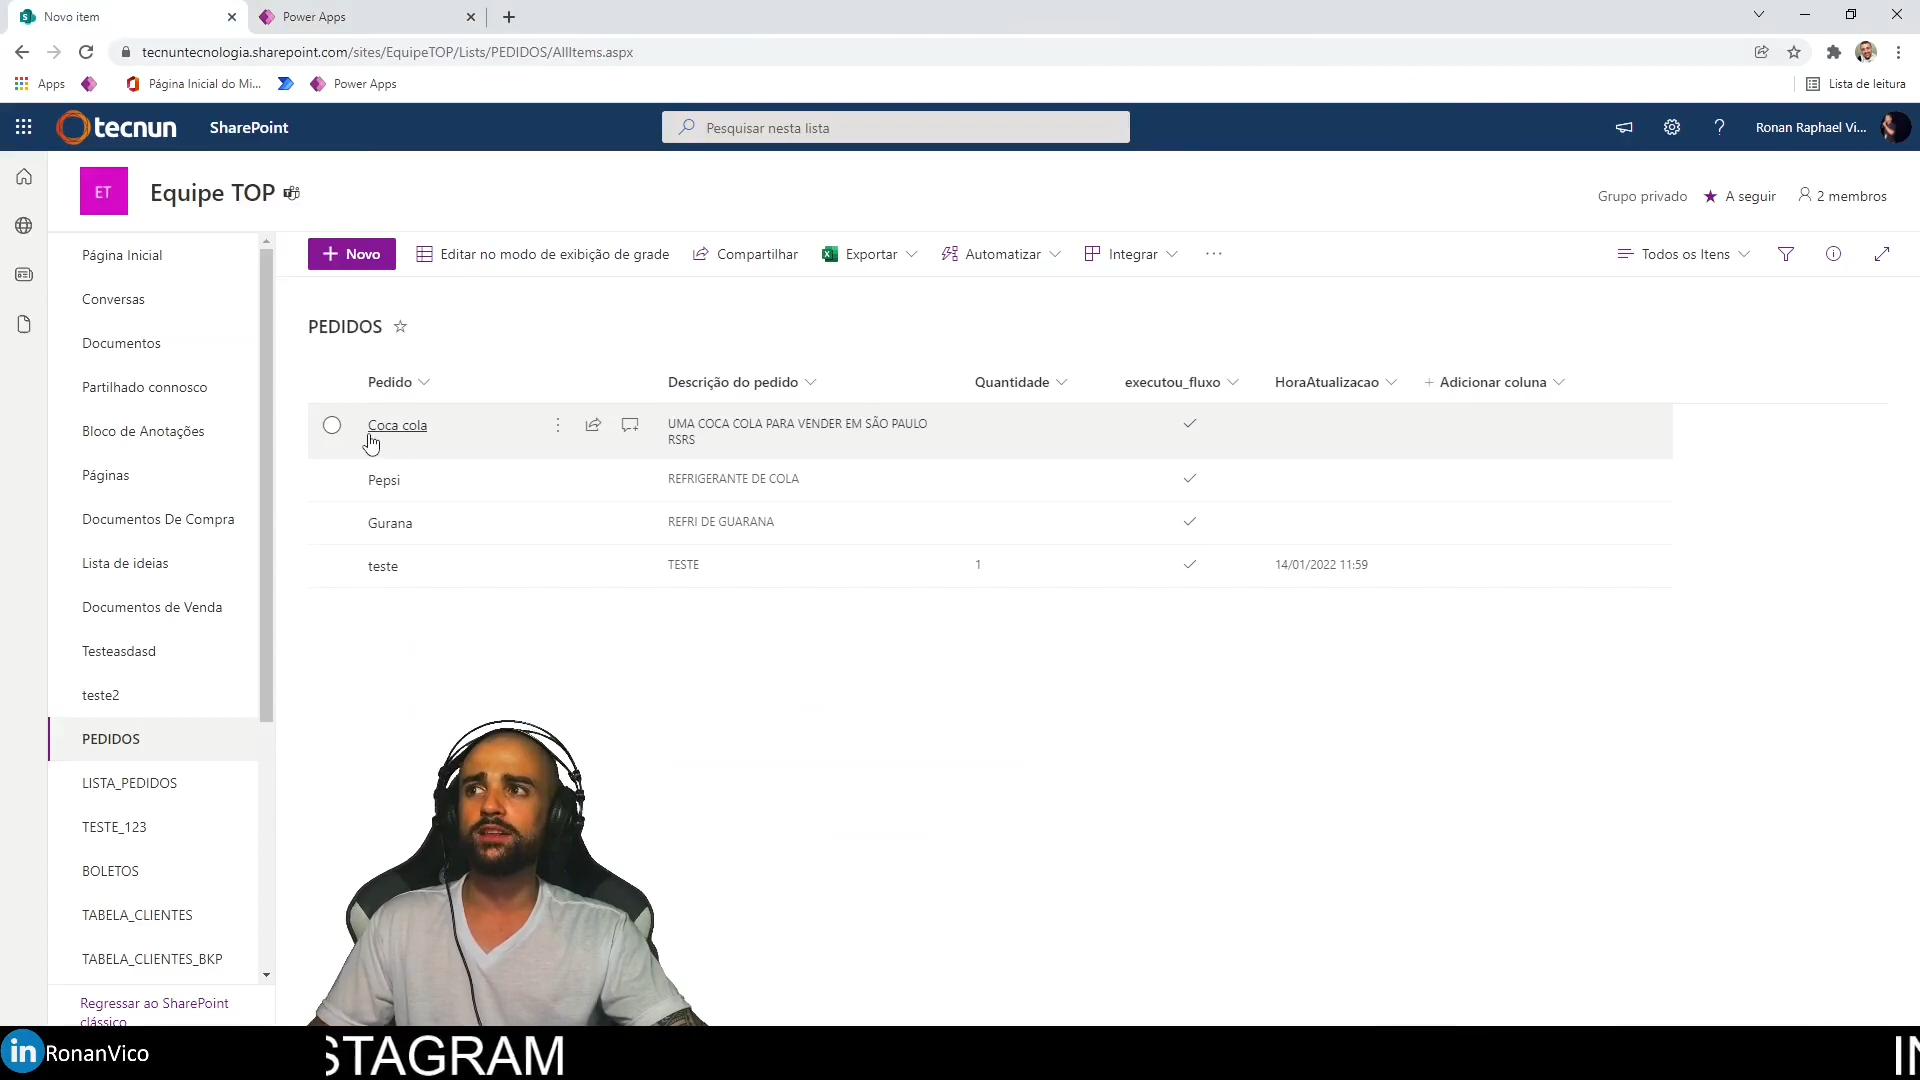 Novo item
Power Apps
tecnuntecnologia.sharepoint.com/sites/EquipeTOP/Lists/PEDIDOS/AllItems.aspx
Apps
Página Inicial do Mi...
Power Apps
Lista de leitura
tecnun
SharePoint
Pesquisar nesta lista
Ronan Raphael Vi...
ET
Equipe TOP
Grupo privado
A seguir
2 membros
Novo
Editar no modo de exibição de grade
Compartilhar
Exportar
Automatizar
Integrar
Todos os Itens
Página Inicial
Conversas
Documentos
Partilhado connosco
Bloco de Anotações
Páginas
Documentos De Compra
Lista de ideias
Documentos de Venda
Testeasdasd
teste2
PEDIDOS
LISTA_PEDIDOS
TESTE_123
BOLETOS
TABELA_CLIENTES
TABELA_CLIENTES_BKP
Regressar ao SharePoint
clássico
PEDIDOS
Pedido
Descrição do pedido
Quantidade
executou_fluxo
HoraAtualizacao
+ Adicionar coluna
Coca cola
UMA COCA COLA PARA VENDER EM SÃO PAULO
RSRS
Pepsi
REFRIGERANTE DE COLA
Gurana
REFRI DE GUARANA
teste
TESTE
1
14/01/2022 11:59
in RonanVico
STAGRAM
IN